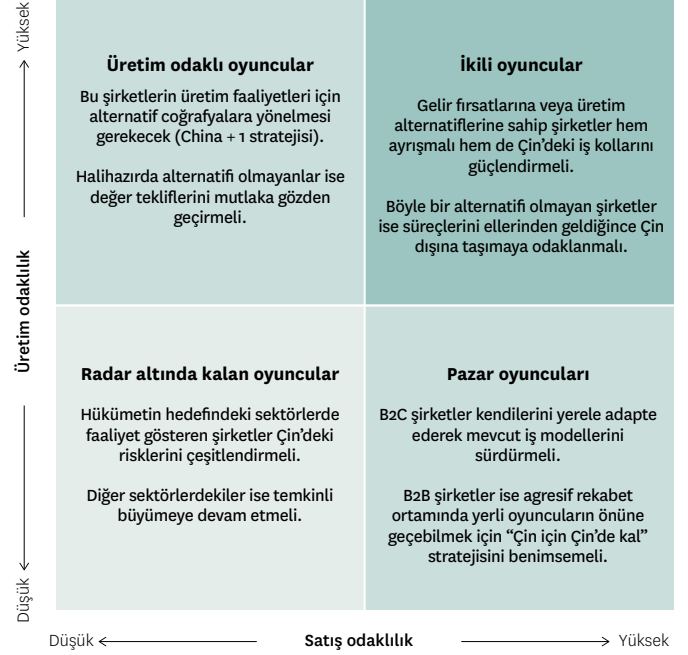 Yüksek
Üretim odaklılık
Düşük
Üretim odaklı oyuncular
Bu şirketlerin üretim faaliyetleri için
alternatif coğrafyalara yönelmesi
gerekecek (China + 1 stratejisi).
Halihazırda alternatifi olmayanlar ise
değer tekliflerini mutlaka gözden
geçirmeli.
İkili oyuncular
Gelir fırsatlarına veya üretim
alternatiflerine sahip şirketler hem
ayrışmalı hem de Çin’deki iş kollarını
güçlendirmeli.
Böyle bir alternatifi olmayan şirketler
ise süreçlerini ellerinden geldiğince Çin
dışına taşımaya odaklanmalı.
Radar altında kalan oyuncular
Hükümetin hedefindeki sektörlerde
faaliyet gösteren şirketler Çin’deki
risklerini çeşitlendirmeli.
Diğer sektörlerdekiler ise temkinli
büyümeye devam etmeli.
Pazar oyuncuları
B2C şirketler kendilerini yerele adapte
ederek mevcut iş modellerini
sürdürmeli.
B2B şirketler ise agresif rekabet
ortamında yerli oyuncuların önüne
geçebilmek için “Çin için Çin’de kal”
stratejisini benimsemeli.
Düşük
Satış odaklılık
Yüksek